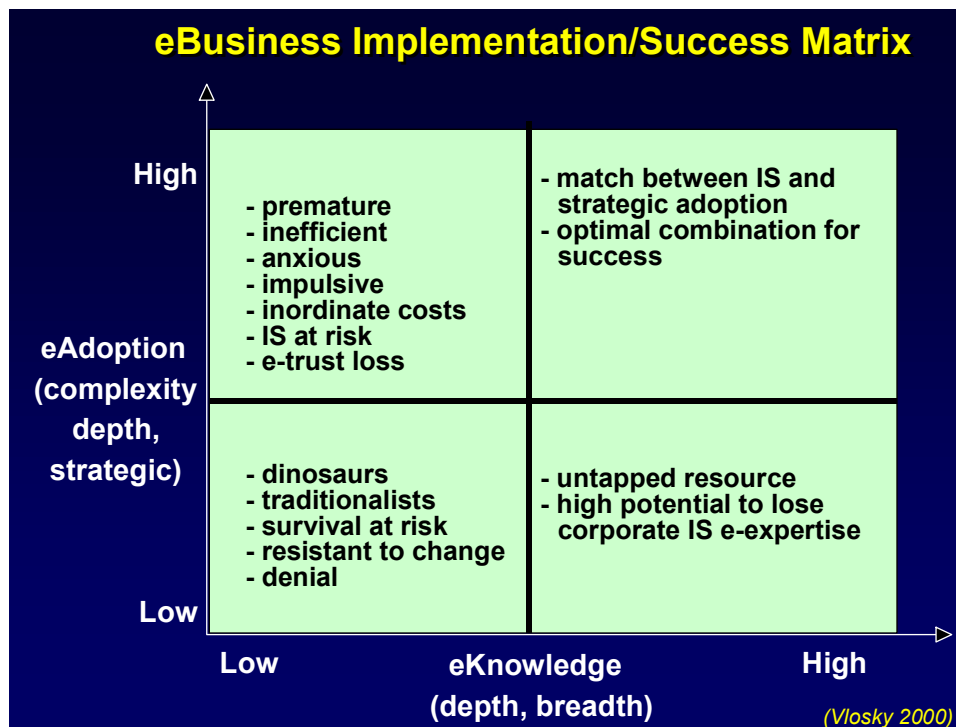 eBusiness Implementation/Success Matrix
High
- premature
- inefficient
- anxious
- impulsive
- inordinate costs
- IS at risk
- e-trust loss
- match between IS and
strategic adoption
- optimal combination for
success
eAdoption
(complexity
depth,
strategic)
- dinosaurs
- traditionalists
- survival at risk
- resistant to change
- denial
- untapped resource
- high potential to lose
corporate IS e-expertise
Low
Low
eKnowledge
(depth, breadth)
High
(Vlosky 2000)